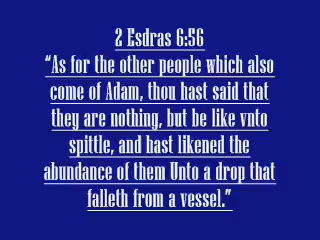 2 Esdras 6:56
“As for the other people which also
come of Adam, thou hast said that
they are nothing, but be like vnto
spittle, and hast likened the
abundance of them Unto a drop that
falleth from a vessel.”